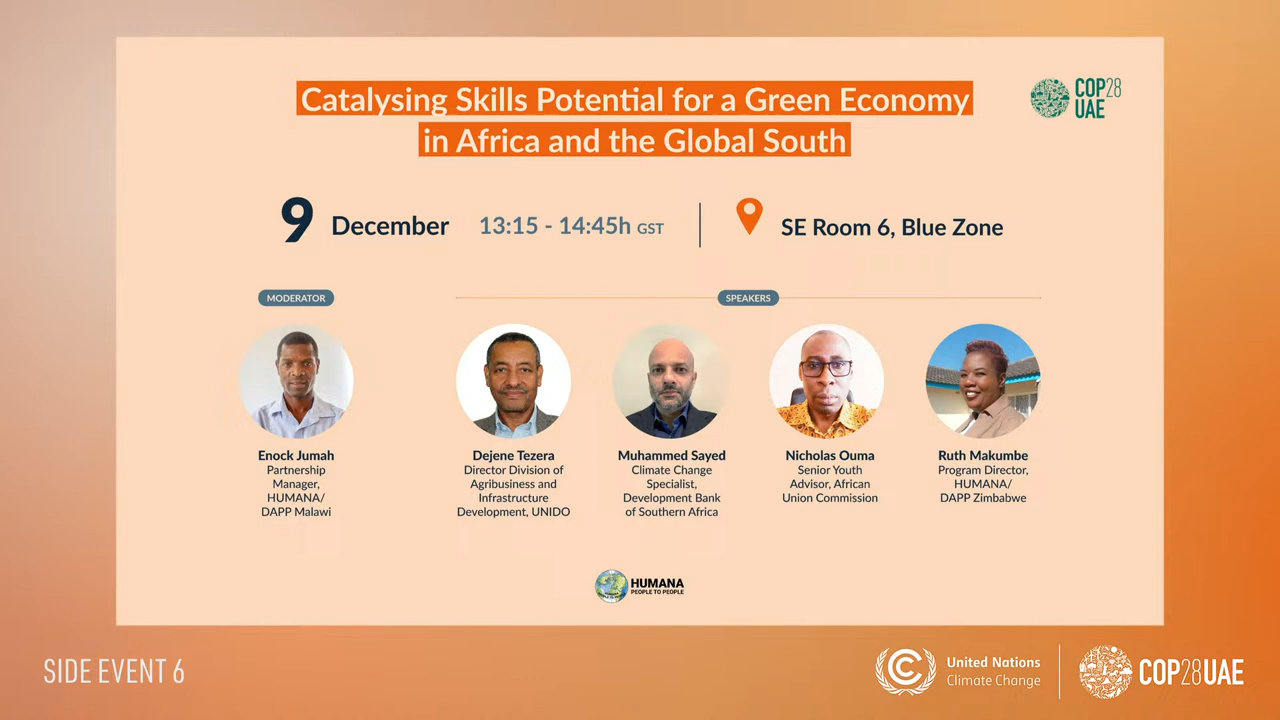 Catalysing Skills Potential for a Green Economy
in Africa and the Global South
COP28
UAE
9 December 13:15 - 14:45h GST
SE Room 6, Blue Zone
MODERATOR
SPEAKERS
Enock Jumah
Partnership
Manager,
HUMANA/
DAPP Malawi
Dejene Tezera
Director Division of
Agribusiness and
Infrastructure
Development, UNIDO
Muhammed Sayed
Climate Change
Specialist,
Development Bank
of Southern Africa
Nicholas Ouma
Senior Youth
Advisor, African
Union Commission
Ruth Makumbe
Program Director,
HUMANA/
DAPP Zimbabwe
HUMANA
PEOPLE TO PEOPLE
SIDE EVENT 6
United Nations
Climate Change
COP28UAE